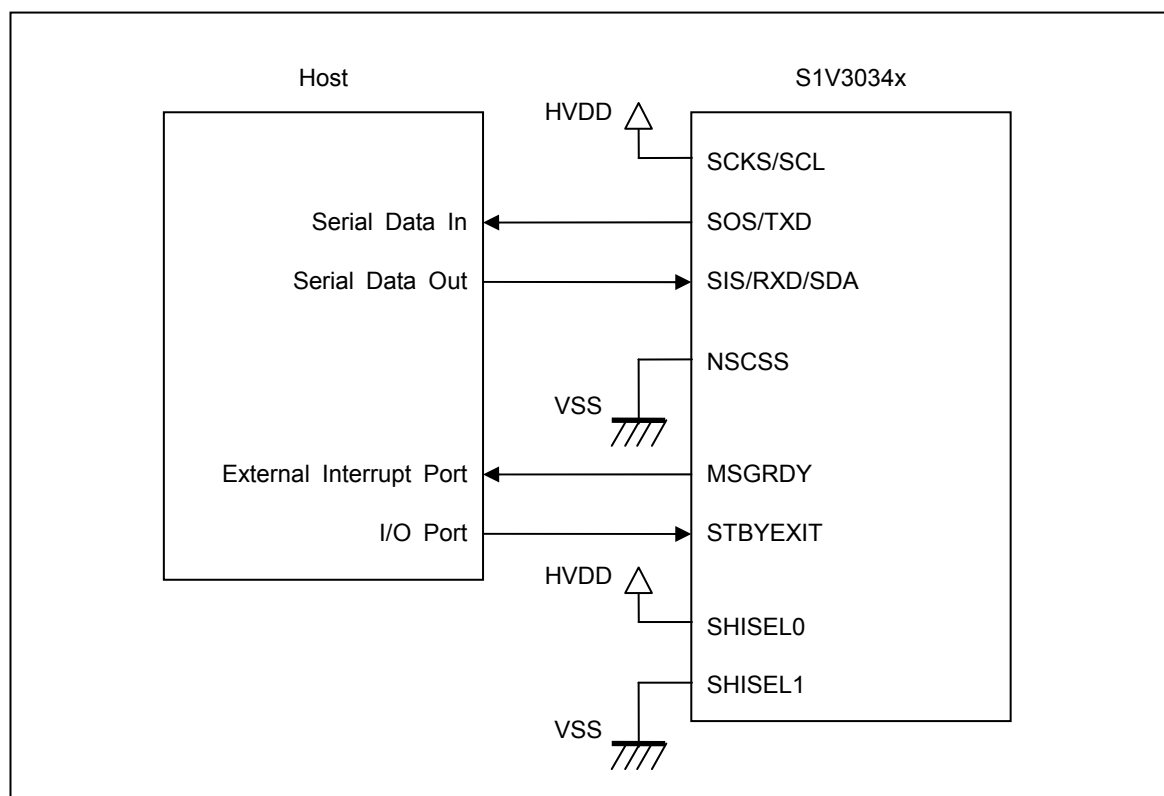 Host
S1V3034x
HVDD
SCKS/SCL
Serial Data In
SOS/TXD
Serial Data Out
SIS/RXD/SDA
NSCSS
VSS
External Interrupt Port
MSGRDY
I/O Port
STBYEXIT
HVDD
SHISEL0
SHISEL1
VSS